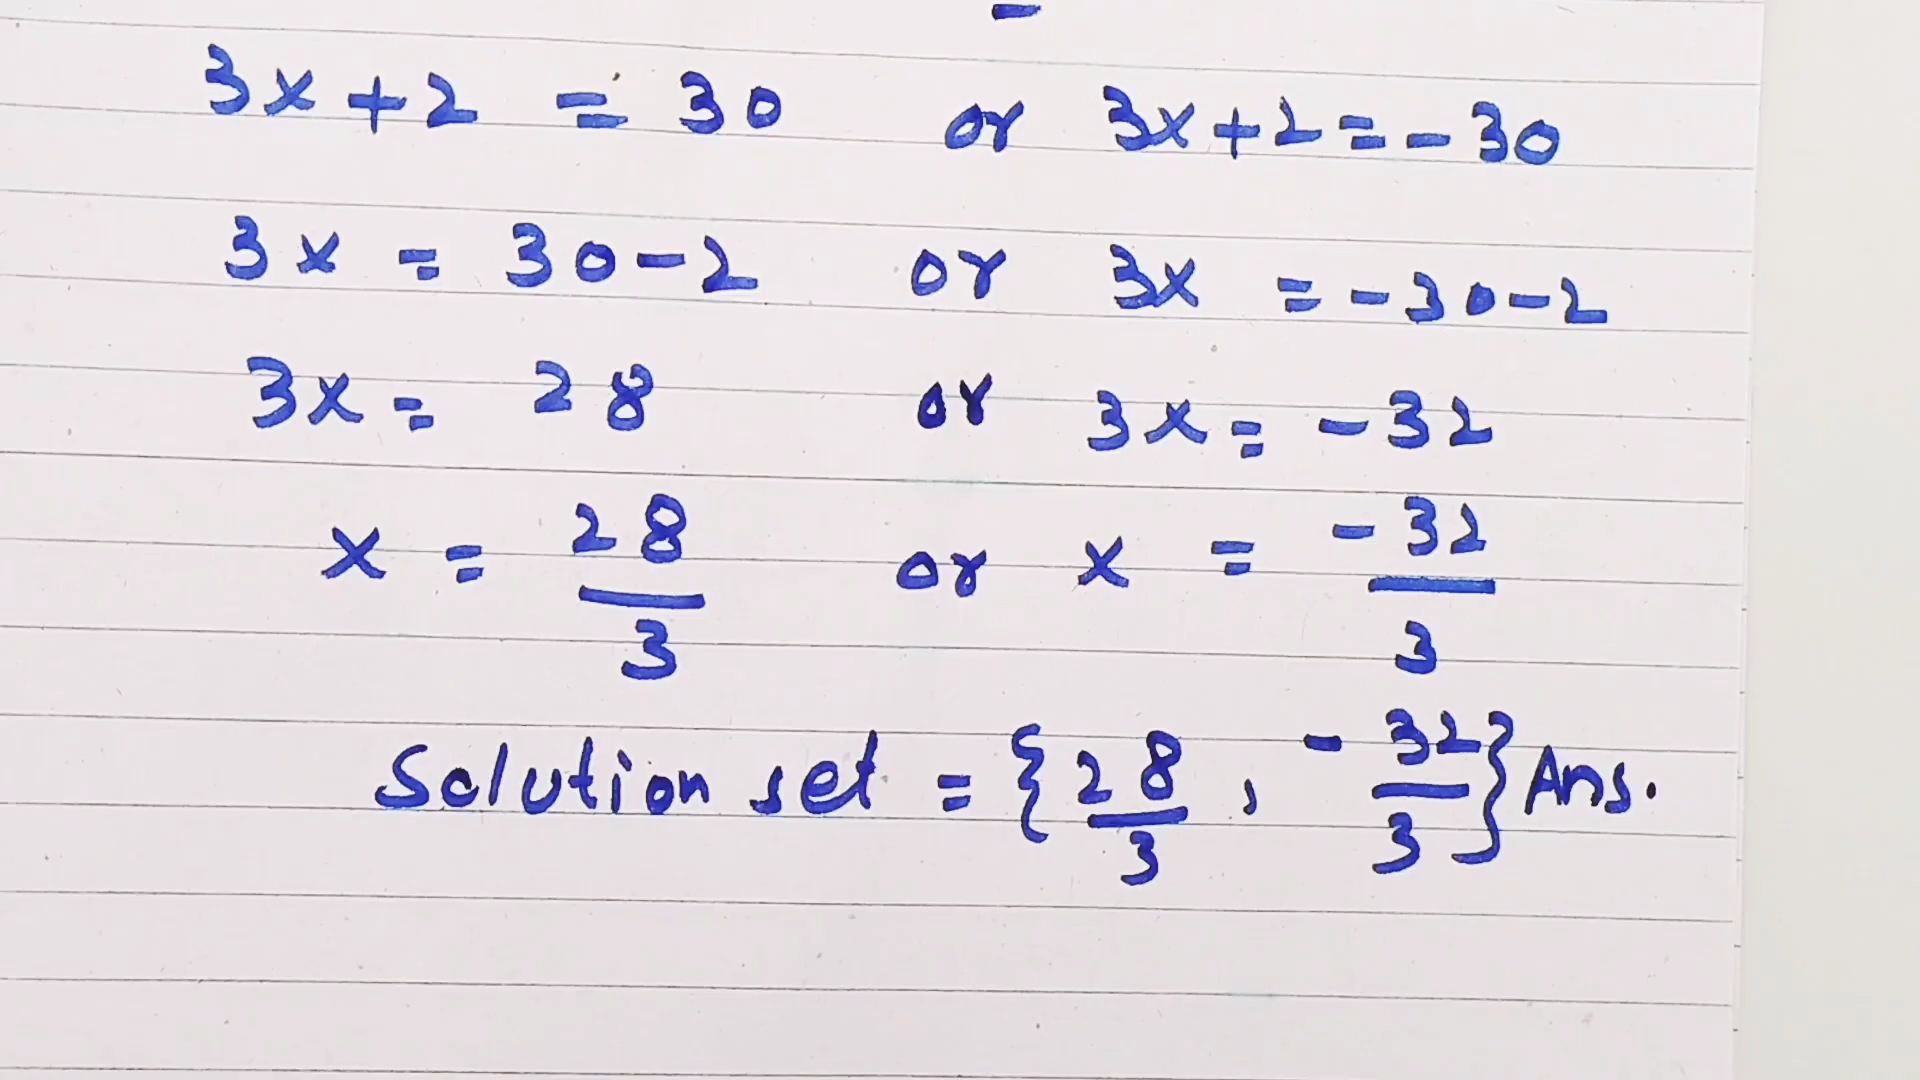 3x+2 = 30 or 3x+2=-30
3x = 30-2 or 3x = -30-2
3x = 28 or 3x = -32
x = 28/3 or x = -32/3
Solution set = {28/3, -32/3} Ans.